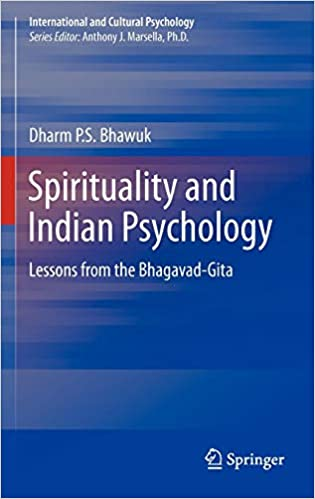 International and Cultural Psychology
Series Editor: Anthony J. Marsella, Ph.D.
Dharm P.S. Bhawuk
Spirituality and
Indian Psychology
Lessons from the Bhagavad-Gita
Springer